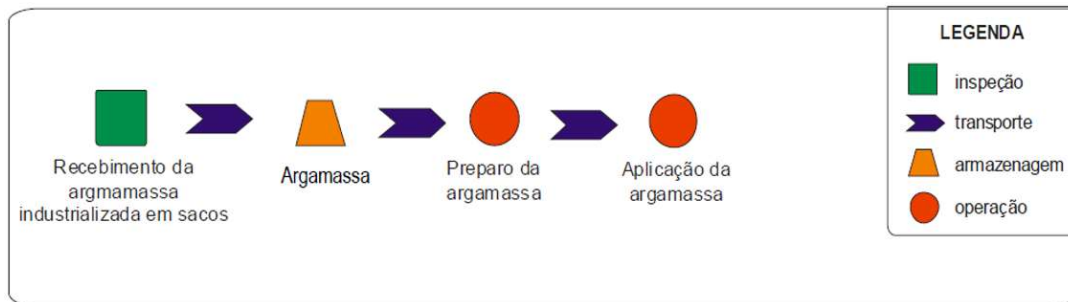 LEGENDA
inspeção
transporte
armazenagem
operação
Recebimento da
argmamassa
industrializada em sacos
Argamassa
Preparo da
argamassa
Aplicação da
argamassa